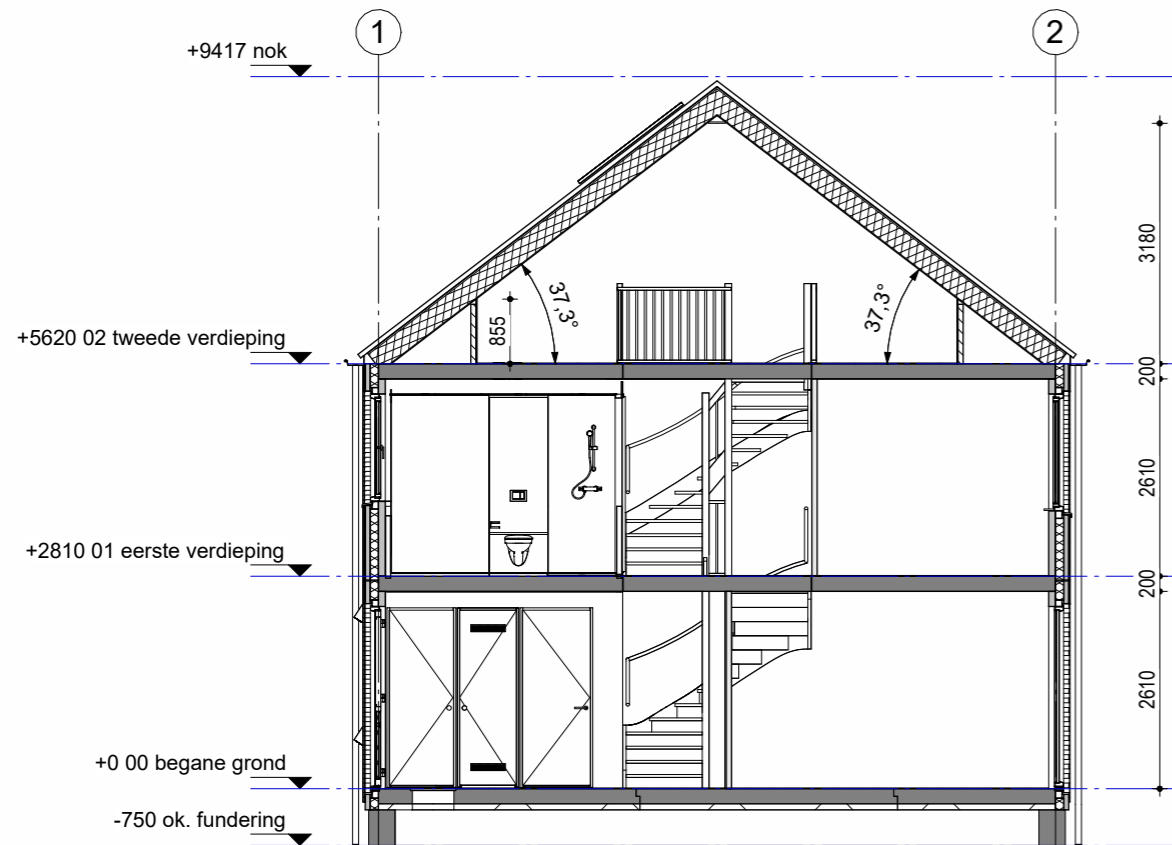 1
2
+9417 nok
3180
37,3°
37,3°
855
+5620 02 tweede verdieping
200
2610
+2810 01 eerste verdieping
200
2610
+0 00 begane grond
-750 ok. fundering